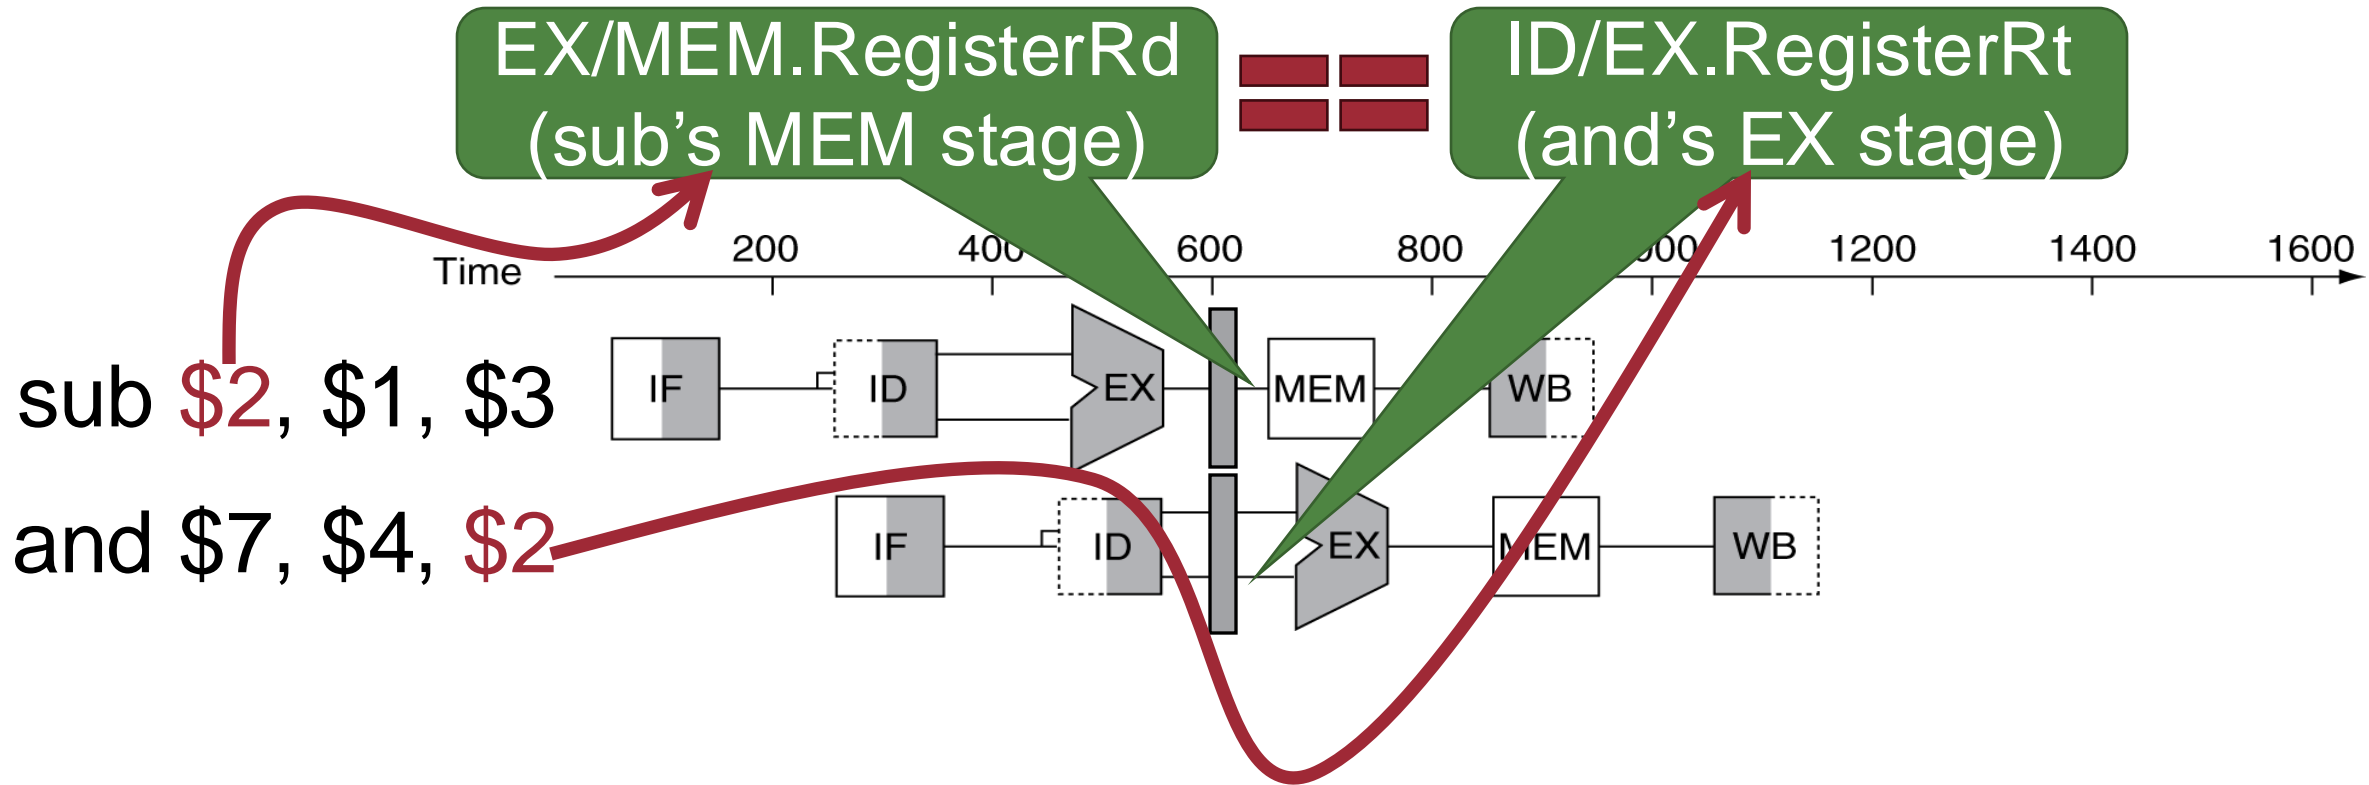 EX/MEM.RegisterRd
(sub's MEM stage)
==
ID/EX.RegisterRt
(and's EX stage)
Time 200 400 600 800 1200 1400 1600
sub $2, $1, $3 IF ID EX MEM WB
and $7, $4, $2 IF ID EX MEM WB